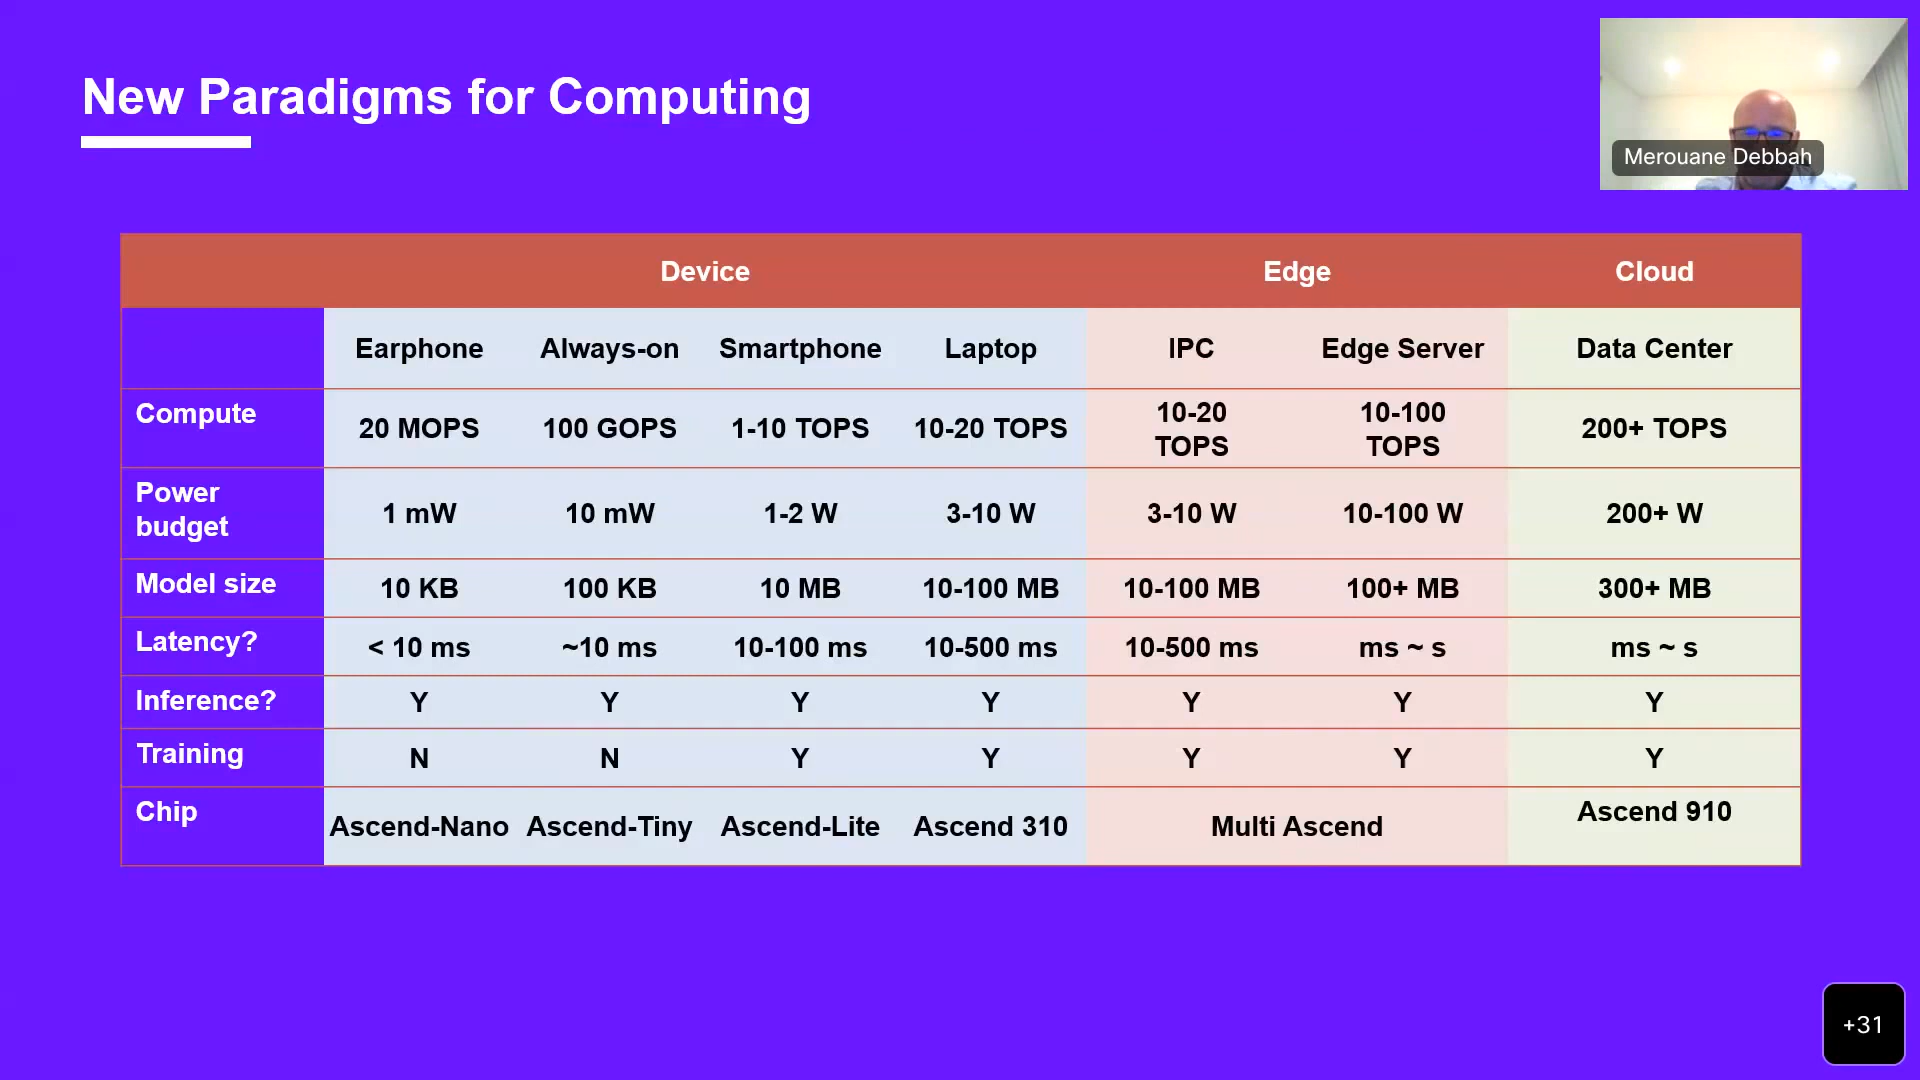 New Paradigms for Computing
Merouane Debbah
Device Edge Cloud
Earphone Always-on Smartphone Laptop IPC Edge Server Data Center
Compute 20 MOPS 100 GOPS 1-10 TOPS 10-20 TOPS 10-20 TOPS 10-100 TOPS 200+ TOPS
Power budget 1 mW 10 mW 1-2 W 3-10 W 3-10 W 10-100 W 200+ W
Model size 10 KB 100 KB 10 MB 10-100 MB 10-100 MB 100+ MB 300+ MB
Latency? < 10 ms ~10 ms 10-100 ms 10-500 ms 10-500 ms ms ~ s ms ~ s
Inference? Y Y Y Y Y Y Y
Training N N Y Y Y Y Y
Chip Ascend-Nano Ascend-Tiny Ascend-Lite Ascend 310 Multi Ascend Ascend 910
+31